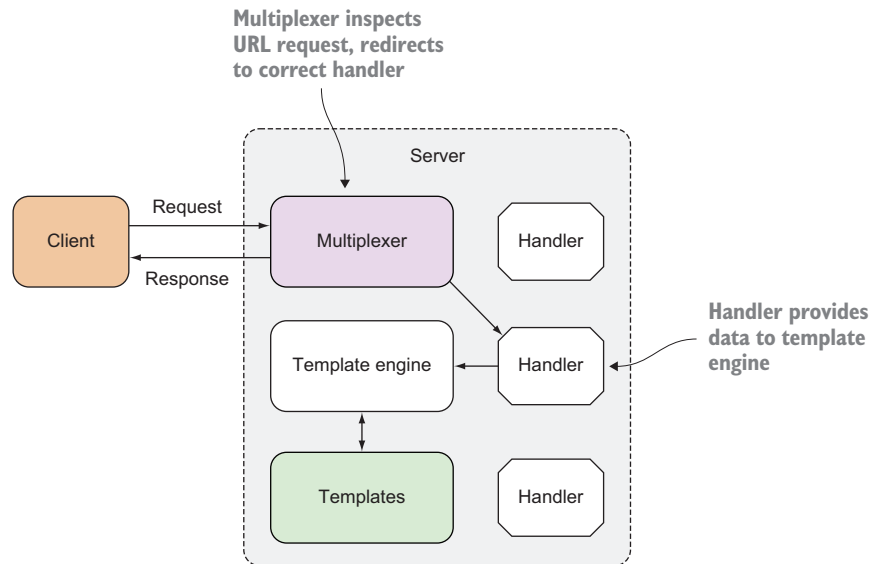 Multiplexer inspects
URL request, redirects
to correct handler
Server
Client
Request
Response
Multiplexer
Handler
Template engine
Handler
Handler provides
data to template
engine
Templates
Handler